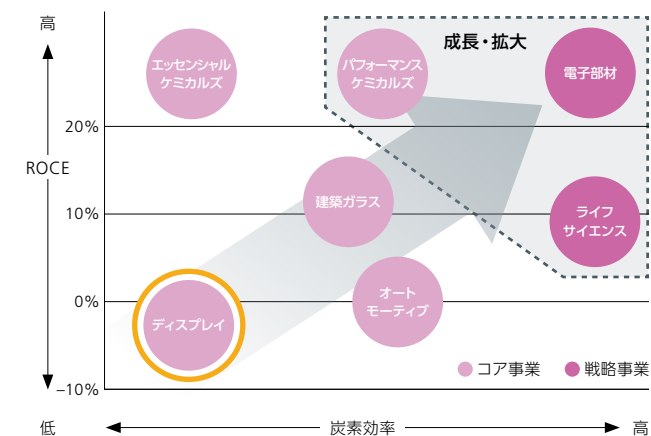 高
成長・拡大
エッセンシャル
ケミカルズ
パフォーマンス
ケミカルズ
電子部材
20%
ROCE
建築ガラス
ライフ
サイエンス
10%
オート
モーティブ
0%
ディスプレイ
コア事業
戦略事業
–10%
低
炭素効率
高